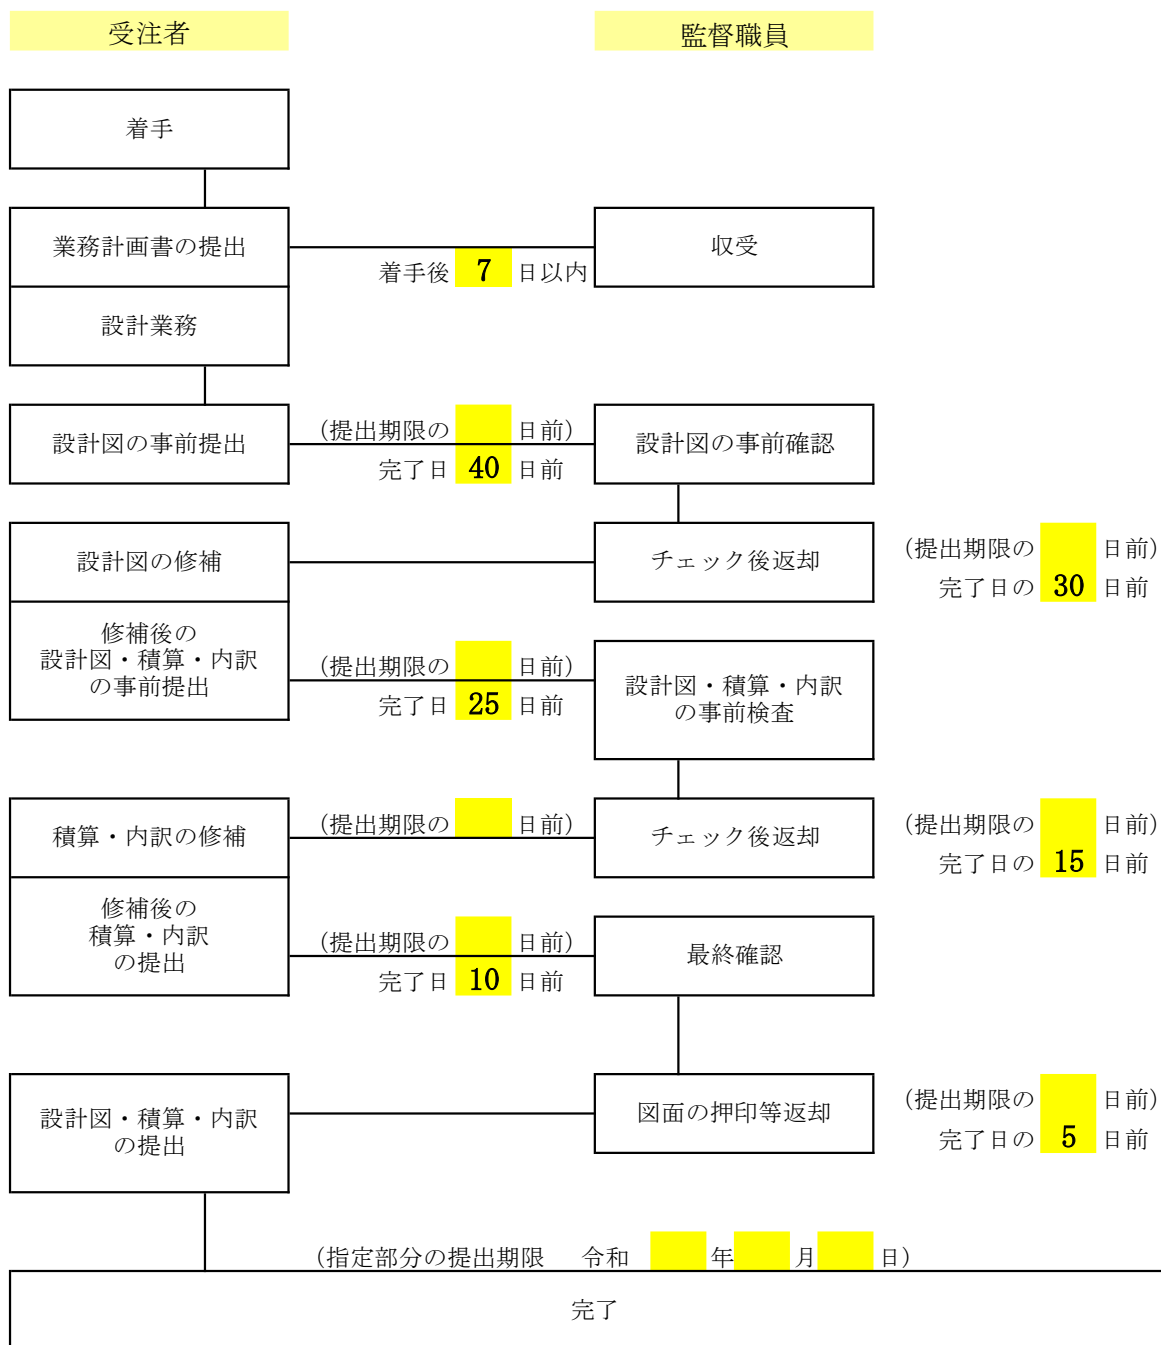 受注者
監督職員
着手
業務計画書の提出
収受
着手後 7 日以内
設計業務
設計図の事前提出
(提出期限の 日前)
完了日 40 日前
設計図の事前確認
設計図の修補
チェック後返却
(提出期限の 日前)
完了日の 30 日前
修補後の
設計図・積算・内訳
の事前提出
(提出期限の 日前)
完了日 25 日前
設計図・積算・内訳
の事前検査
積算・内訳の修補
(提出期限の 日前)
チェック後返却
(提出期限の 日前)
完了日の 15 日前
修補後の
積算・内訳
の提出
(提出期限の 日前)
完了日 10 日前
最終確認
設計図・積算・内訳
の提出
図面の押印等返却
(提出期限の 日前)
完了日の 5 日前
(指定部分の提出期限 令和 年 月 日)
完了